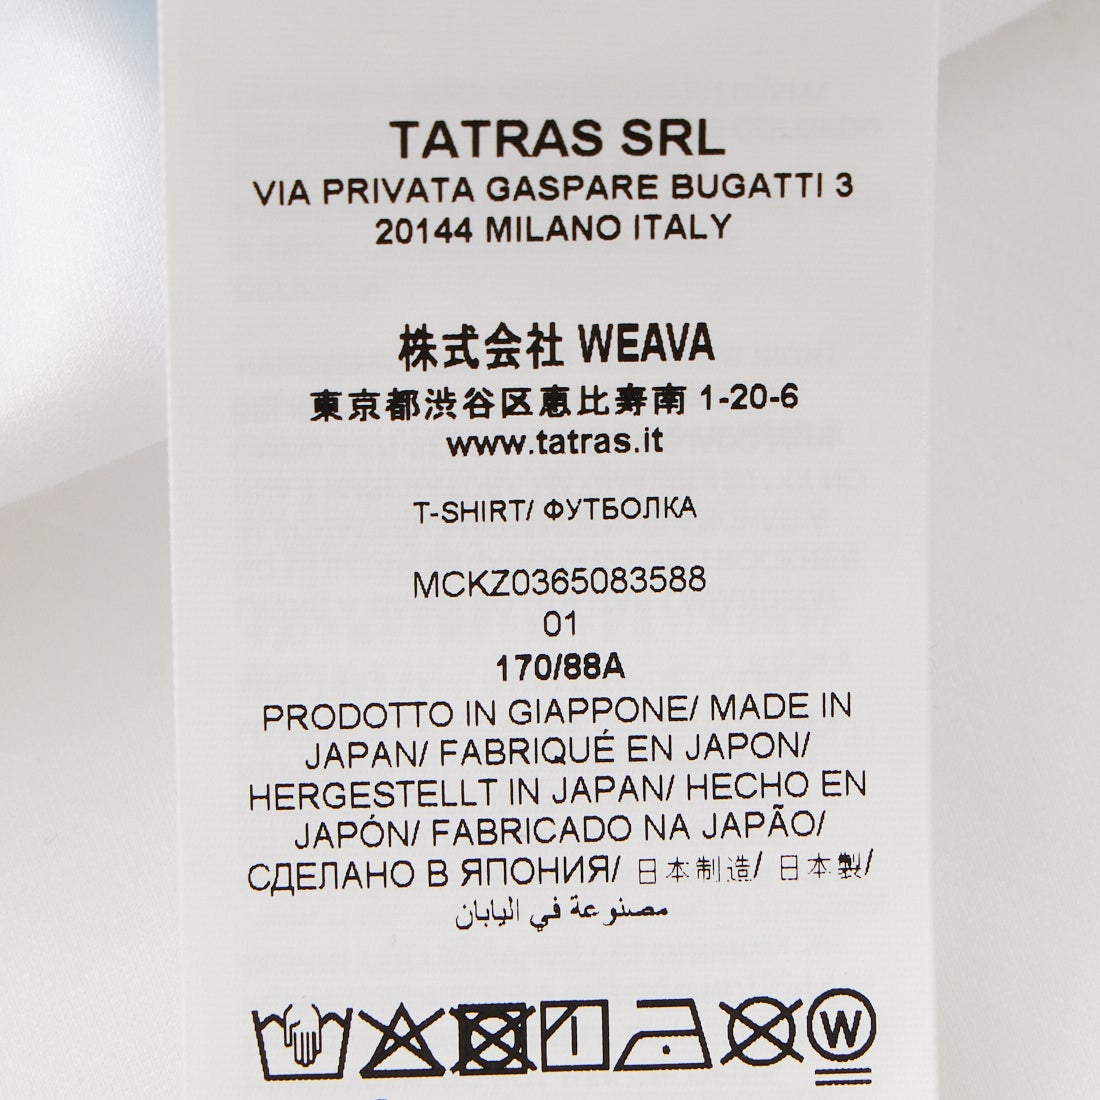 TATRAS SRL
VIA PRIVATA GASPARE BUGATTI 3
20144 MILANO ITALY
株式会社 WEAVA
東京都渋谷区恵比寿南 1-20-6
www.tatras.it
T-SHIRT/ ФУТБОЛКА
MCKZ0365083588
01
170/88A
PRODOTTO IN GIAPPONE/ MADE IN
JAPAN/ FABRIQUÉ EN JAPON/
HERGESTELLT IN JAPAN/ HECHO EN
JAPÓN/ FABRICADO NA JAPÃO/
СДЕЛАНО В ЯПОНИЯ/ 日本制造/ 日本製/
مصنوعة في اليابان
W